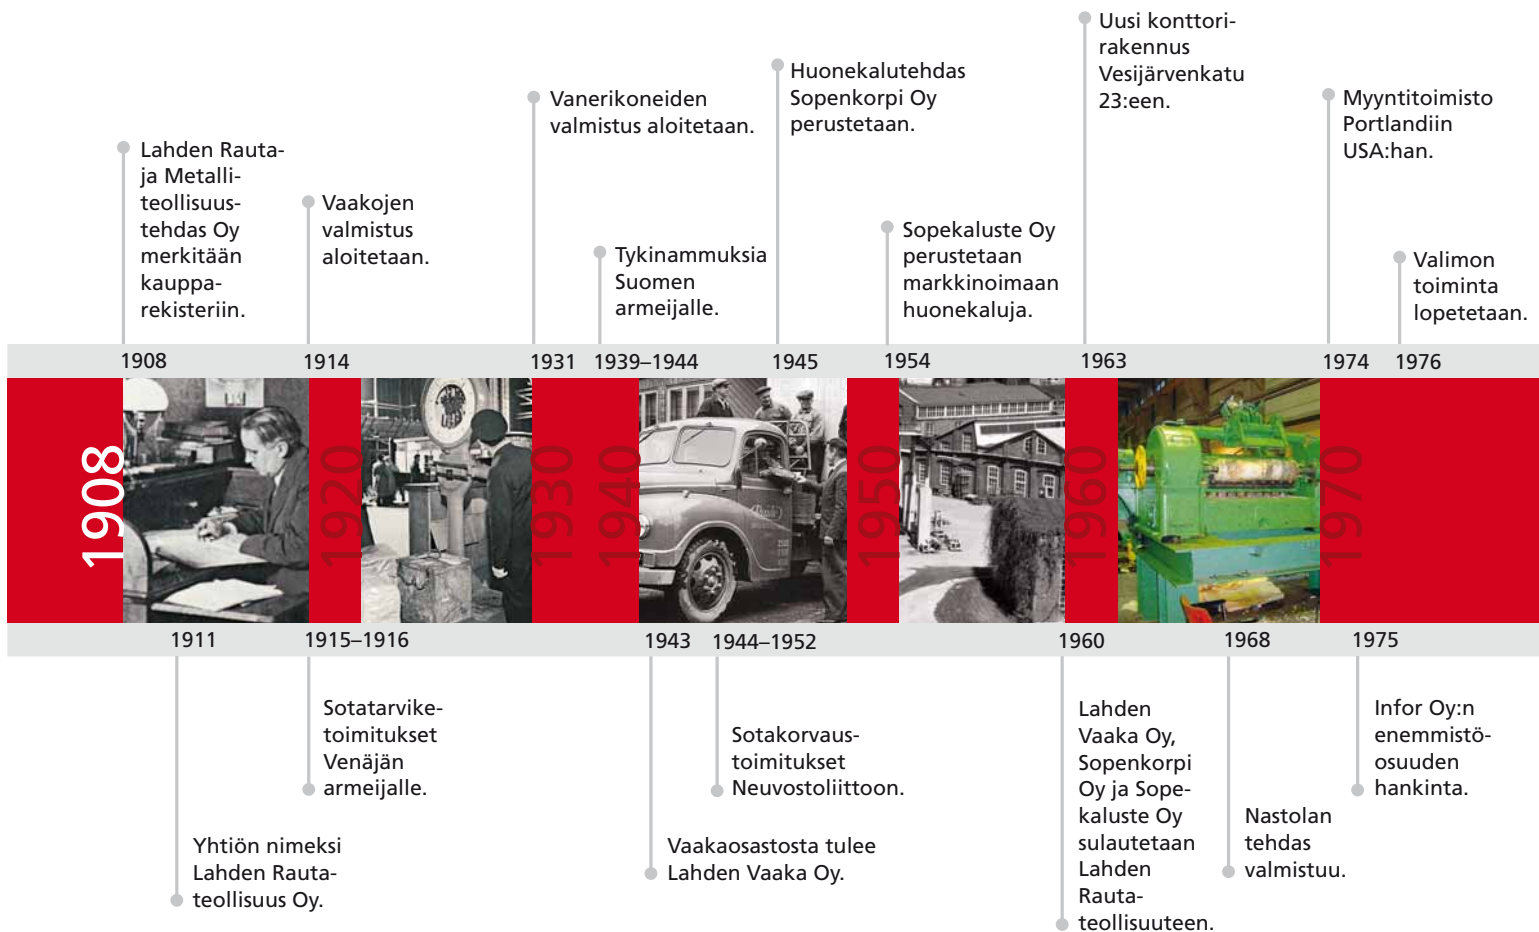 Lahden Rauta-
ja Metalli-
teollisuus-
tehdas Oy
merkitään
kauppa-
rekisteriin.
Vaakojen
valmistus
aloitetaan.
Vanerikoneiden
valmistus aloitetaan.
Tykinammuksia
Suomen
armeijalle.
Huonekalutehdas
Sopenkorpi Oy
perustetaan.
Sopekaluste Oy
perustetaan
markkinoimaan
huonekaluja.
Uusi konttori-
rakennus
Vesijärvenkatu
23:een.
Myyntitoimisto
Portlandiin
USA:han.
Valimon
toiminta
lopetetaan.
1908
1914
1931
1939–1944
1945
1954
1963
1974
1976
1908
1920
1930
1940
1950
1960
1970
1911
1915–1916
1943
1944–1952
1960
1968
1975
Yhtiön nimeksi
Lahden Rauta-
teollisuus Oy.
Sotatarvike-
toimitukset
Venäjän
armeijalle.
Vaakaosastosta tulee
Lahden Vaaka Oy.
Sotakorvaus-
toimitukset
Neuvostoliittoon.
Lahden
Vaaka Oy,
Sopenkorpi
Oy ja Sope-
kaluste Oy
sulautetaan
Lahden
Rauta-
teollisuuteen.
Nastolan
tehdas
valmistuu.
Infor Oy:n
enemmistö-
osuuden
hankinta.